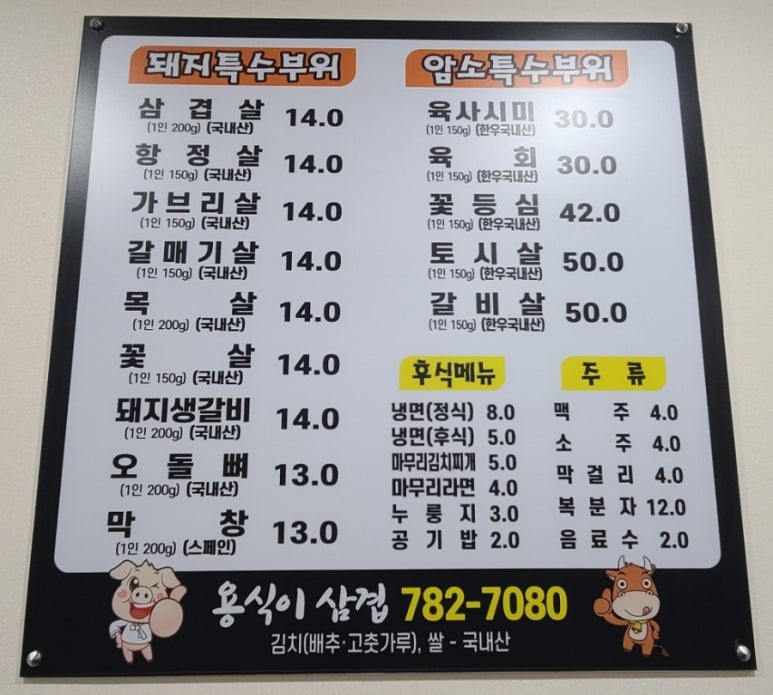 돼지특수부위
삼겹살 14.0
(1인 200g) (국내산)
항정살 14.0
(1인 150g) (국내산)
가브리살 14.0
(1인 150g) (국내산)
갈매기살 14.0
(1인 150g) (국내산)
목살 14.0
(1인 200g) (국내산)
꽃살 14.0
(1인 150g) (국내산)
돼지생갈비 14.0
(1인 200g) (국내산)
오돌뼈 13.0
(1인 200g) (국내산)
막창 13.0
(1인 200g) (스페인)
암소특수부위
육사시미 30.0
(1인 150g) (한우국내산)
육회 30.0
(1인 150g) (한우국내산)
꽃등심 42.0
(1인 150g) (한우국내산)
토시살 50.0
(1인 150g) (한우국내산)
갈비살 50.0
(1인 150g) (한우국내산)
후식메뉴
냉면(정식) 8.0
냉면(후식) 5.0
마무리김치찌개 5.0
마무리라면 4.0
누룽지 3.0
공기밥 2.0
주류
맥주 4.0
소주 4.0
막걸리 4.0
복분자 12.0
음료수 2.0
용식이 삼겹 782-7080
김치(배추·고춧가루), 쌀 - 국내산